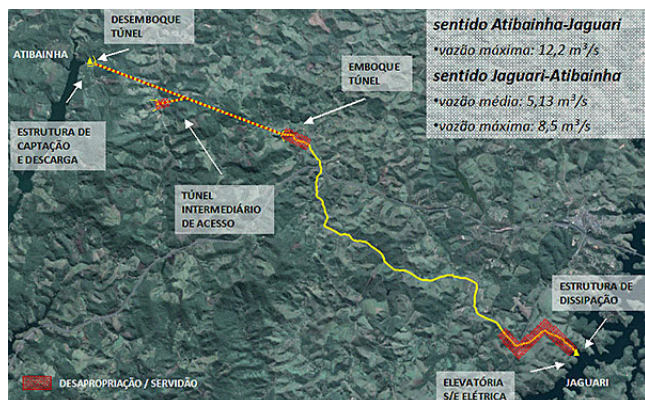 DESEMBOQUE
TÚNEL
ATIBAINHA
ESTRUTURA DE
CAPTAÇÃO
E DESCARGA
TÚNEL
INTERMEDIÁRIO
DE ACESSO
EMBOQUE
TÚNEL
sentido Atibainha-Jaguari
•vazão máxima: 12,2 m³/s
sentido Jaguari-Atibainha
•vazão média: 5,13 m³/s
•vazão máxima: 8,5 m³/s
ESTRUTURA DE
DISSIPAÇÃO
ELEVATÓRIA
S/E ELÉTRICA
JAGUARI
DESAPROPRIAÇÃO / SERVIDÃO